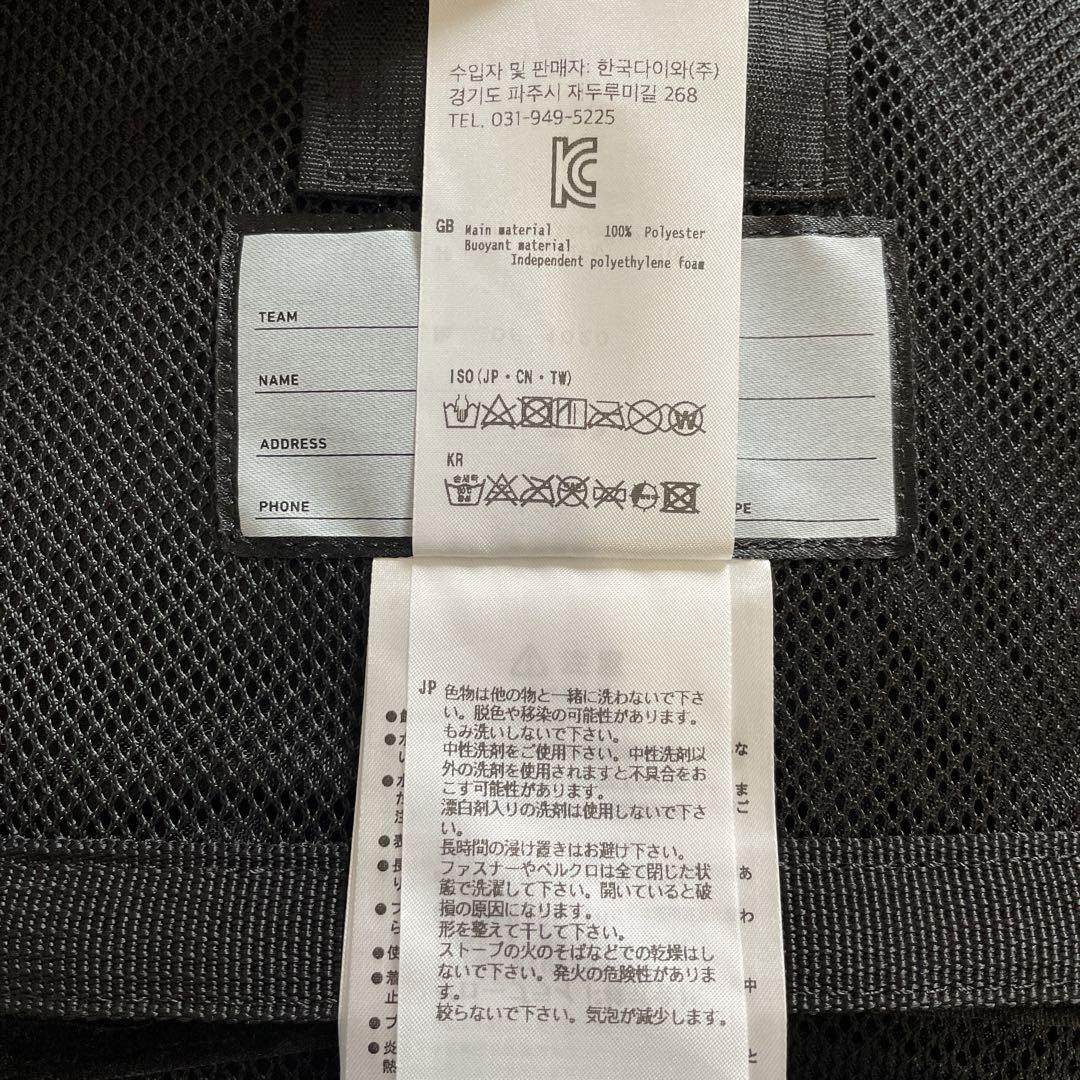 수입자 및 판매자: 한국다이와(주)
경기도 파주시 재두루미길 268
TEL. 031-949-5225
KC
GB Main material 100% Polyester
Buoyant material
Independent polyethylene foam
TEAM
NAME
ADDRESS
PHONE
PE
ISO(JP・CN・TW)
W
KR
손세탁
30℃
중성
注意
JP 色物は他の物と一緒に洗わないで下さ
い。脱色や移染の可能性があります。
もみ洗いしないで下さい。
中性洗剤をご使用下さい。中性洗剤以
外の洗剤を使用されますと不具合をお
こす可能性があります。
漂白剤入りの洗剤は使用しないで下さ
い。
長時間の浸け置きはお避け下さい。
ファスナーやベルクロは全て閉じた状
態で洗濯して下さい。開いていると破
損の原因になります。
形を整えて干して下さい。
ストーブの火のそばなどでの乾燥はし
ないで下さい。発火の危険性がありま
す。
絞らないで下さい。気泡が減少します。